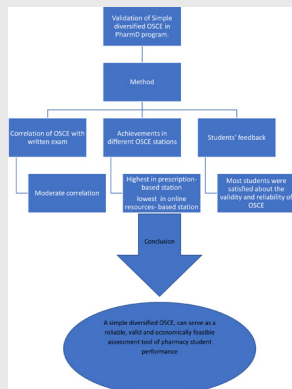 Validation of Simple
diversified OSCE in
PharmD program.
Method
Correlation of OSCE with
written exam
Achievements in
different OSCE stations
Students' feedback
Moderate correlation
Highest in prescription-
based station
lowest in online
resources- based station
Most students were
satisfied about the
validity and reliability of
OSCE
Conclusion
A simple diversified OSCE, can serve as a
reliable, valid and economically feasible
assessment tool of pharmacy student
performance